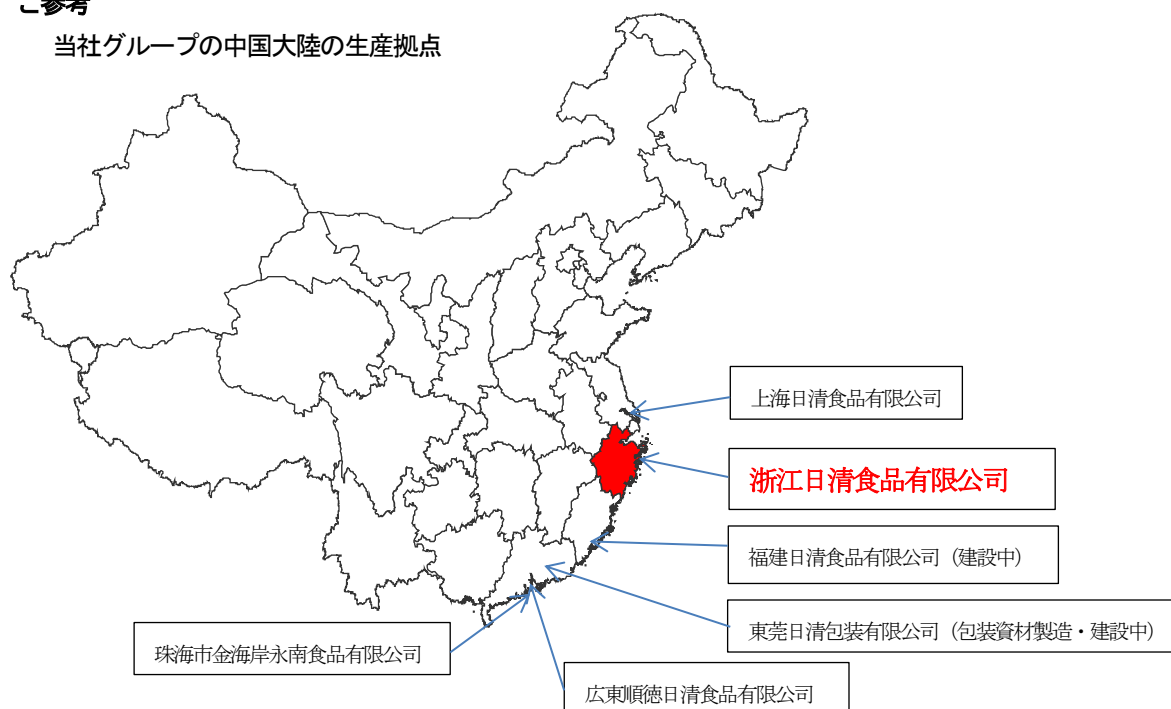 ご参考
当社グループの中国大陸の生産拠点
上海日清食品有限公司
浙江日清食品有限公司
福建日清食品有限公司（建設中）
東莞日清包装有限公司（包装資材製造・建設中）
珠海市金海岸永南食品有限公司
広東順徳日清食品有限公司